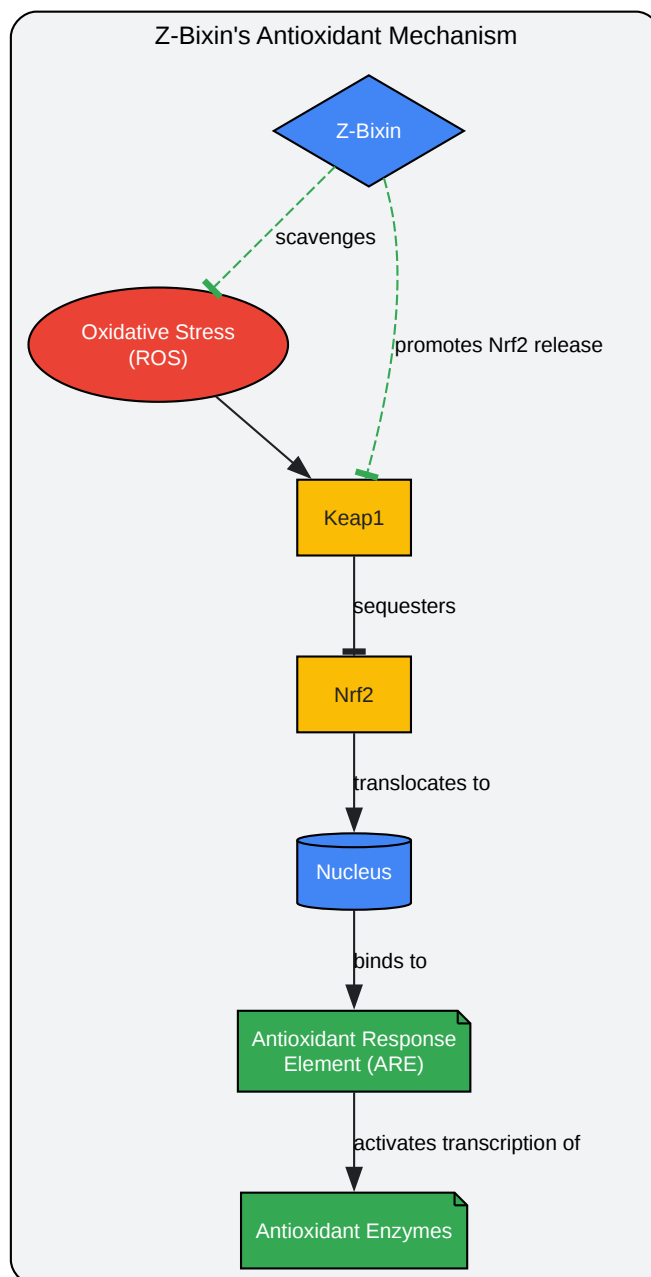 Z-Bixin's Antioxidant Mechanism
Z-Bixin
scavenges
Oxidative Stress
(ROS)
promotes Nrf2 release
Keap1
sequesters
Nrf2
translocates to
Nucleus
binds to
Antioxidant Response
Element (ARE)
activates transcription of
Antioxidant Enzymes